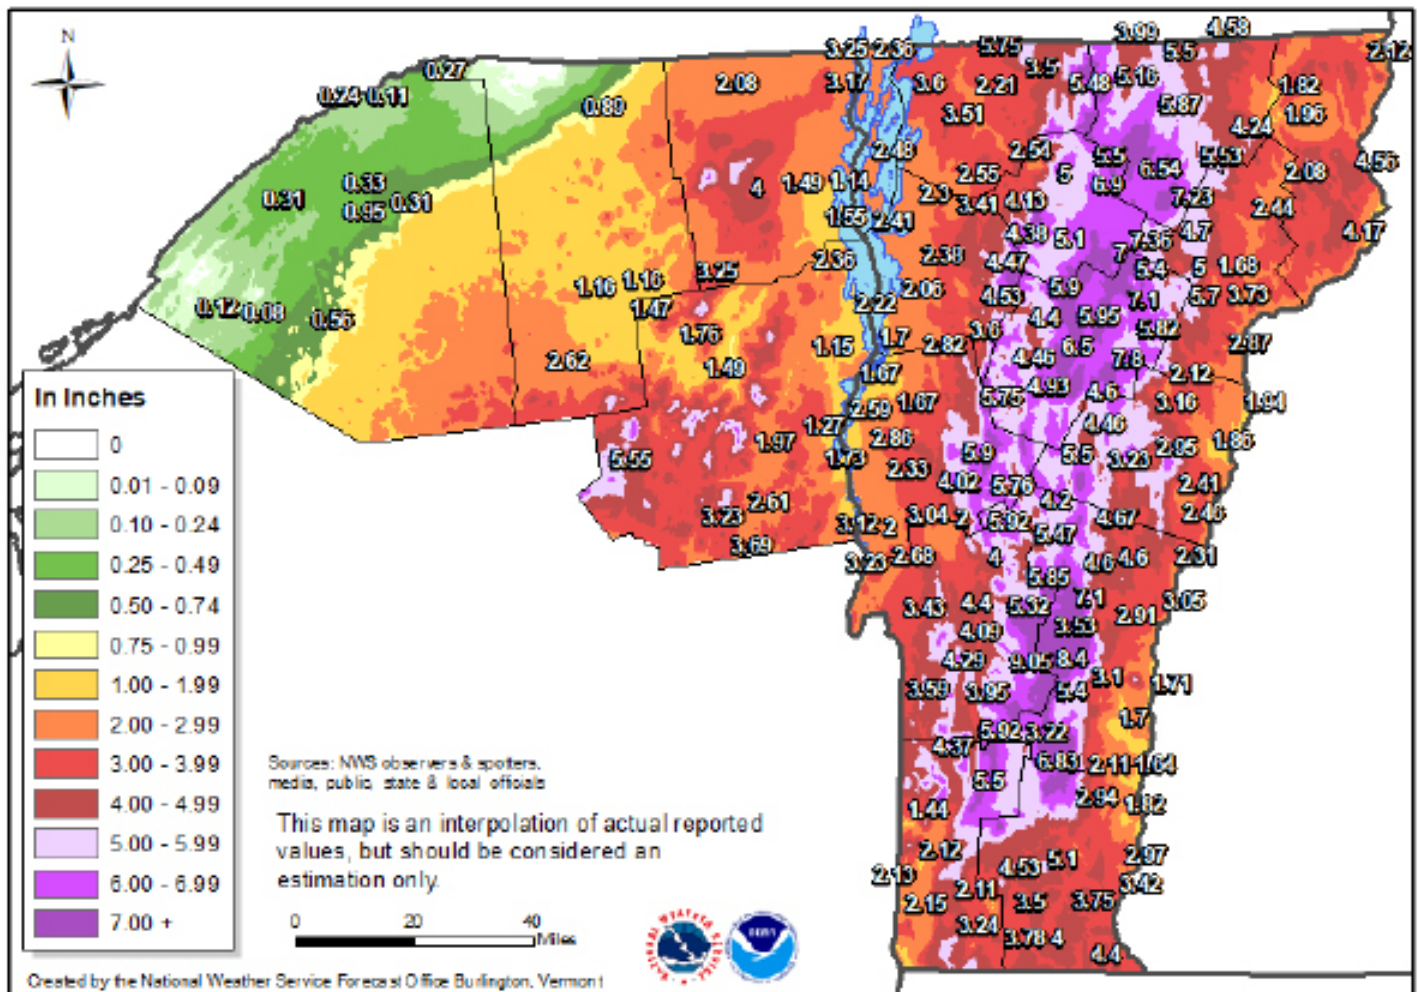 N
3.99 4.58
3.25 2.36 5.75 5.5 2.12
0.27 3.5
0.24 0.11 2.08 3.17 3.6 2.21 5.48 5.16 1.82
0.89 3.51 5.87 1.96
4.24
2.48 2.54 5.5 5.53
0.33 4 1.49 1.14 2.55 5 6.54 2.08 4.56
0.31 0.95 0.31 2.3 3.41 4.13 6.9 7.23 2.44
1.55 2.41 4.38 5.1 7.36 4.7 4.17
3.25 2.36 2.38 4.47 7 5.4 5 1.68
1.16 1.16 2.06 4.53 5.9 7.1 5.7 3.73
0.12 0.08 0.56 1.47 2.22 4.4 5.95 5.82
1.76 1.15 1.7 2.82 3.6 6.5 2.87
2.62 1.49 1.67 4.46 7.8 2.12
2.59 1.67 5.75 4.93 4.6 3.16 1.94
1.97 1.27 2.86 4.46 1.86
5.55 1.73 2.33 5.9 5.5 3.23 2.95
4.02 5.76 4.2 2.41
3.23 2.61 3.12 2 3.04 2 5.92 4.67 2.46
3.69 5.47
3.23 2.68 4 4.6 4.6 2.31
5.85
3.43 4.4 5.32 7.1 2.91 3.05
4.09 3.53
4.29 9.05 8.4
3.59 3.95 5.4 3.1 1.71
1.7
4.37 5.92 3.22
5.5 6.83 2.11 1.64
1.44 2.94 1.82
2.12 4.53 5.1 2.97
2.13 2.11 3.42
2.15 3.5 3.75
3.24 3.78 4
4.4
In Inches
0
0.01 - 0.09
0.10 - 0.24
0.25 - 0.49
0.50 - 0.74
0.75 - 0.99
1.00 - 1.99
2.00 - 2.99
3.00 - 3.99
4.00 - 4.99
5.00 - 5.99
6.00 - 6.99
7.00 +
Sources: NWS observers & spotters,
media, public, state & local officials
This map is an interpolation of actual reported
values, but should be considered an
estimation only.
0 20 40
Miles
Created by the National Weather Service Forecast Office Burlington, Vermont